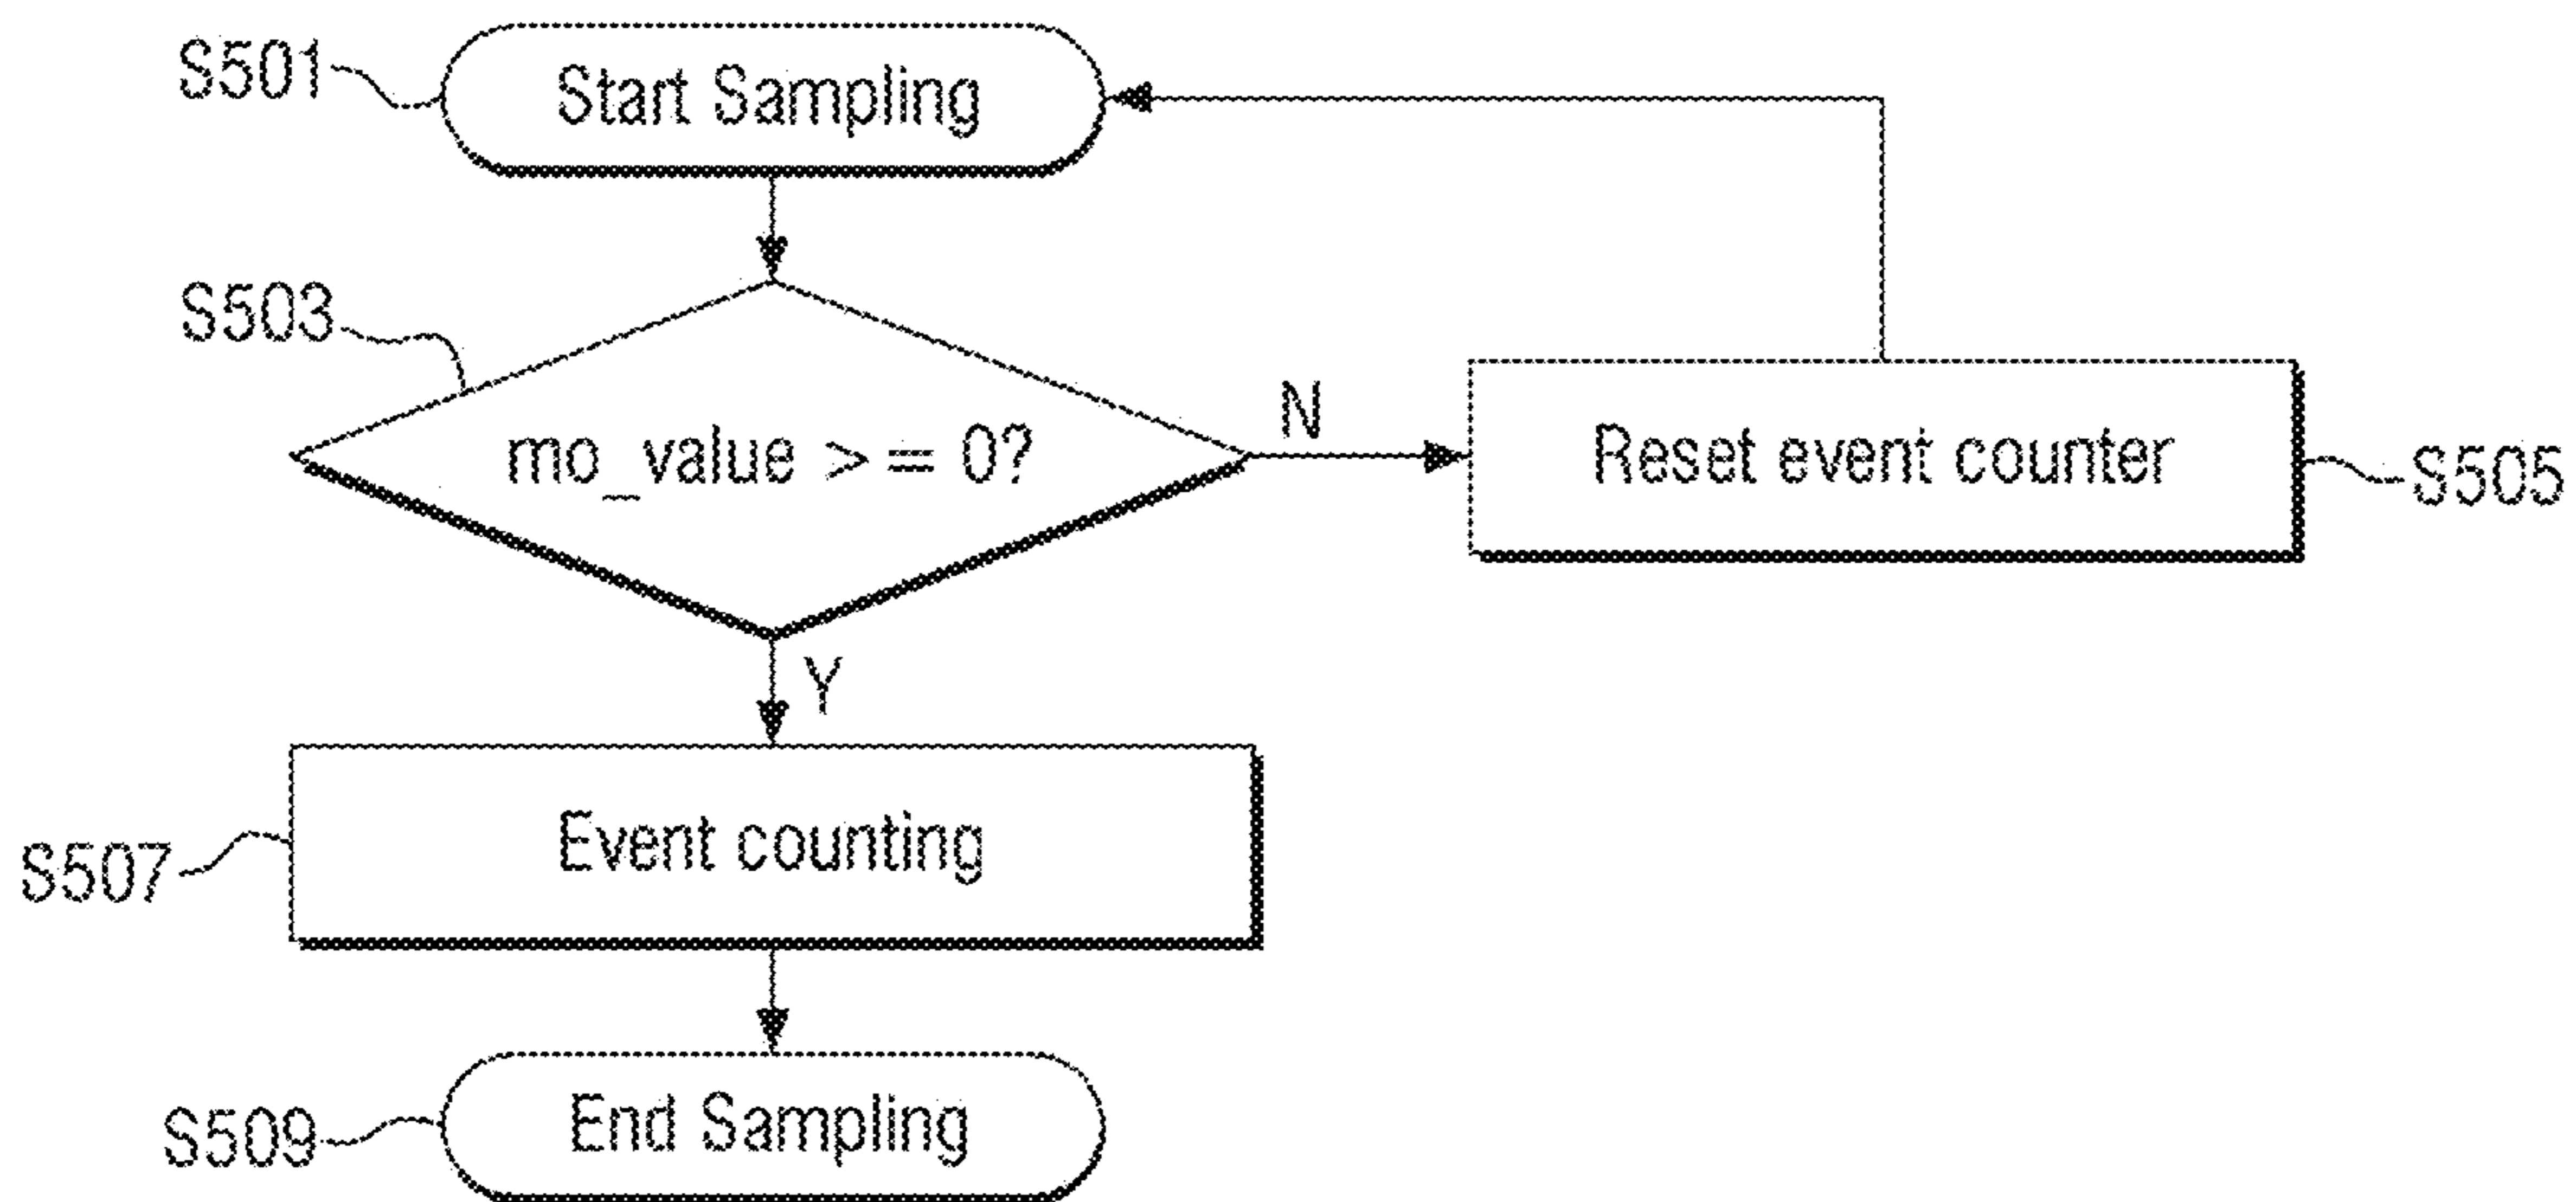 S501
Start Sampling
S503
mo_value >= 0?
N
Reset event counter
S505
Y
Event counting
S507
End Sampling
S509